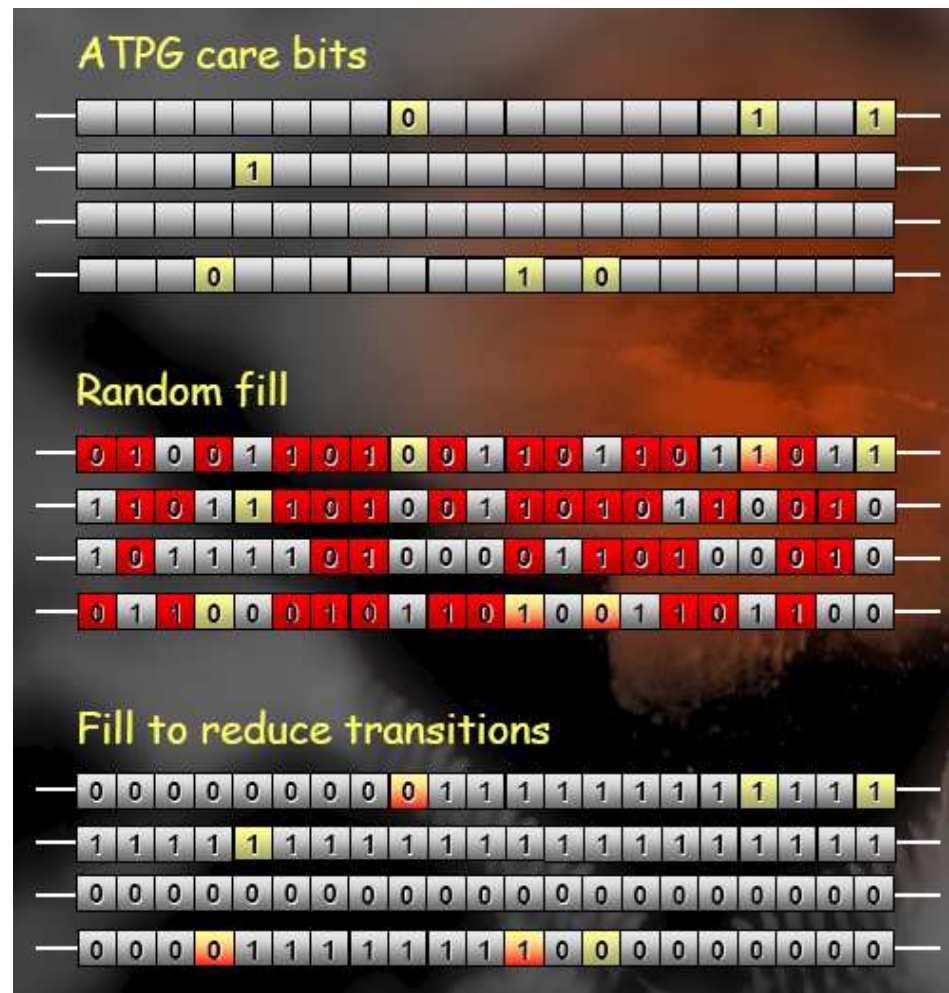 ATPG care bits
0 1 1
1
0 1 0
Random fill
0 1 0 0 1 1 0 1 0 0 1 1 0 1 1 0 1 1 0 1 1
1 1 0 1 1 1 0 1 0 0 1 1 0 1 0 1 1 0 0 1 0
1 0 1 1 1 1 0 1 0 0 0 0 1 1 0 1 0 0 0 1 0
0 1 1 0 0 0 1 0 1 1 0 1 0 0 1 1 0 1 1 0 0
Fill to reduce transitions
0 0 0 0 0 0 0 0 0 1 1 1 1 1 1 1 1 1 1 1 1
1 1 1 1 1 1 1 1 1 1 1 1 1 1 1 1 1 1 1 1 1
0 0 0 0 0 0 0 0 0 0 0 0 0 0 0 0 0 0 0 0 0
0 0 0 0 1 1 1 1 1 1 1 1 0 0 0 0 0 0 0 0 0